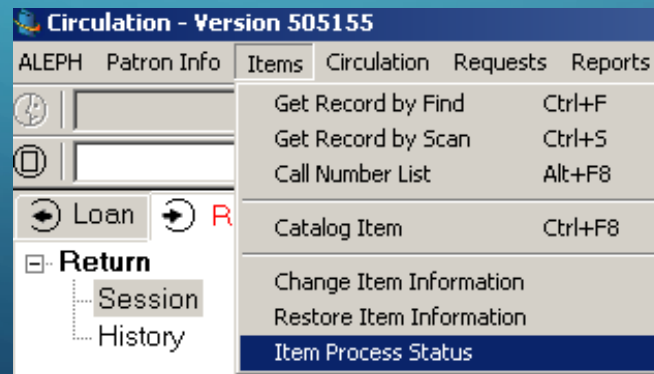 Circulation - Version 505155
ALEPH Patron Info Items Circulation Requests Reports
Get Record by Find Ctrl+F
Get Record by Scan Ctrl+S
Call Number List Alt+F8
Loan R
Catalog Item Ctrl+F8
Return
Session
History
Change Item Information
Restore Item Information
Item Process Status